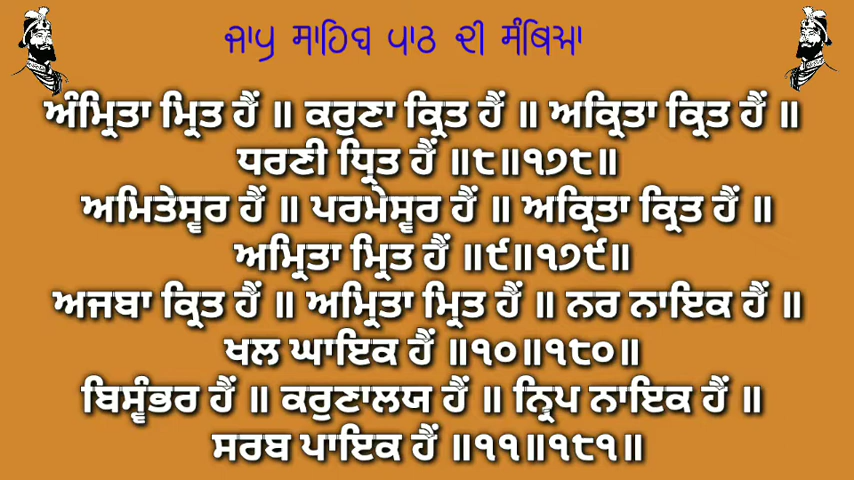 ਜਾਪੁ ਸਾਹਿਬ ਪਾਠ ਦੀ ਸੰਥਿਆ
ਅੰਮ੍ਰਿਤਾ ਮ੍ਰਿਤ ਹੈਂ ॥ ਕਰੁਣਾ ਕ੍ਰਿਤ ਹੈਂ ॥ ਅਕ੍ਰਿਤਾ ਕ੍ਰਿਤ ਹੈਂ ॥
ਧਰਣੀ ਧ੍ਰਿਤ ਹੈਂ ॥੮॥੧੭੮॥
ਅਮਿਤੇਸ੍ਵਰ ਹੈਂ ॥ ਪਰਮੇਸ੍ਵਰ ਹੈਂ ॥ ਅਕ੍ਰਿਤਾ ਕ੍ਰਿਤ ਹੈਂ ॥
ਅਮ੍ਰਿਤਾ ਮ੍ਰਿਤ ਹੈਂ ॥੯॥੧੭੯॥
ਅਜਬਾ ਕ੍ਰਿਤ ਹੈਂ ॥ ਅਮ੍ਰਿਤਾ ਮ੍ਰਿਤ ਹੈਂ ॥ ਨਰ ਨਾਇਕ ਹੈਂ ॥
ਖਲ ਘਾਇਕ ਹੈਂ ॥੧੦॥੧੮੦॥
ਬਿਸ੍ਵੰਭਰ ਹੈਂ ॥ ਕਰੁਣਾਲਯ ਹੈਂ ॥ ਨ੍ਰਿਪ ਨਾਇਕ ਹੈਂ ॥
ਸਰਬ ਪਾਇਕ ਹੈਂ ॥੧੧॥੧੮੧॥